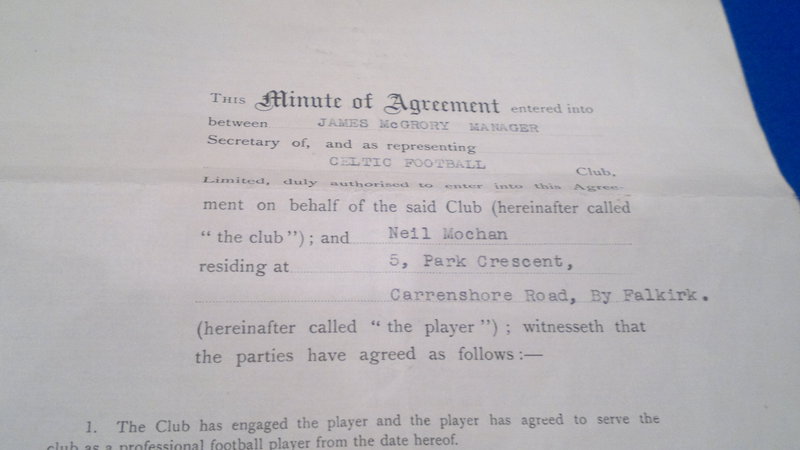 THIS Minute of Agreement entered into
between JAMES McGRORY MANAGER
Secretary of, and as representing
CELTIC FOOTBALL Club,
Limited, duly authorised to enter into this Agree-
ment on behalf of the said Club (hereinafter called
“the club”); and Neil Mochan
residing at 5, Park Crescent,
Carrenshore Road, By Falkirk.
(hereinafter called “the player”); witnesseth that
the parties have agreed as follows:—
1. The Club has engaged the player and the player has agreed to serve the
club as a professional football player from the date hereof.